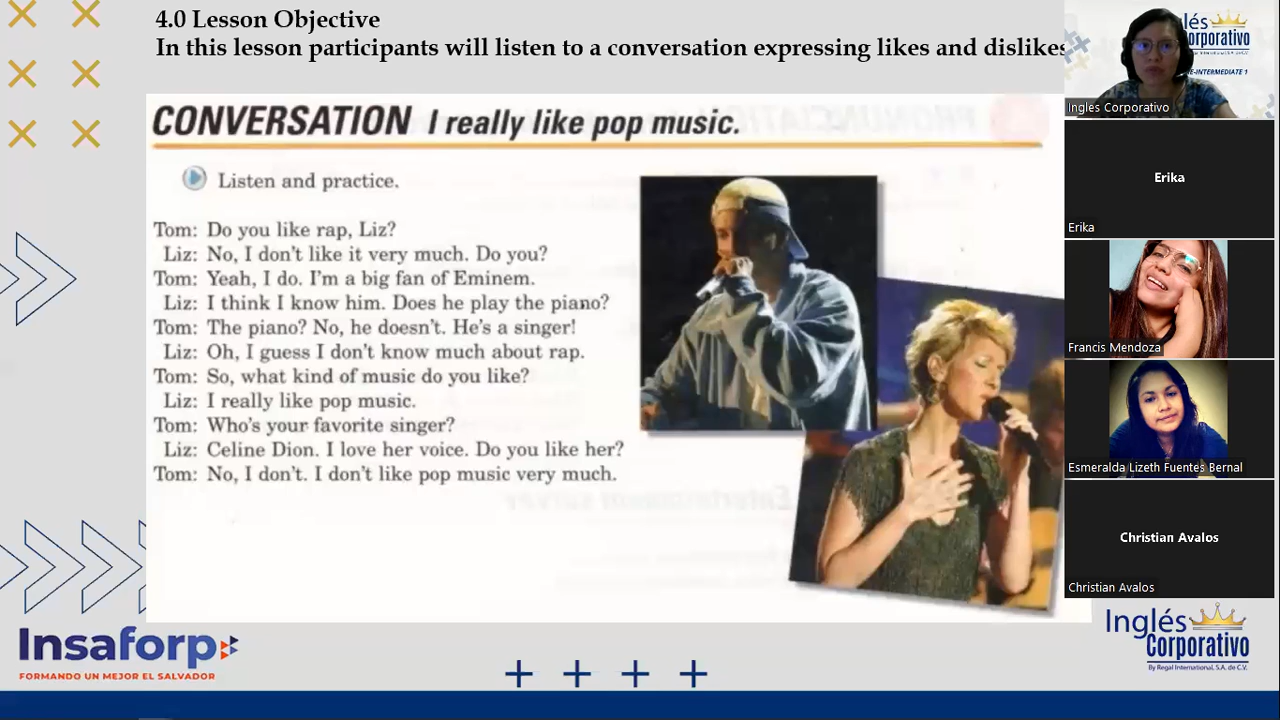 4.0 Lesson Objective
In this lesson participants will listen to a conversation expressing likes and dislikes
CONVERSATION I really like pop music.
Listen and practice.
Tom: Do you like rap, Liz?
Liz: No, I don't like it very much. Do you?
Tom: Yeah, I do. I'm a big fan of Eminem.
Liz: I think I know him. Does he play the piano?
Tom: The piano? No, he doesn't. He's a singer!
Liz: Oh, I guess I don't know much about rap.
Tom: So, what kind of music do you like?
Liz: I really like pop music.
Tom: Who's your favorite singer?
Liz: Celine Dion. I love her voice. Do you like her?
Tom: No, I don't. I don't like pop music very much.
Insaforp
FORMANDO UN MEJOR EL SALVADOR
Ingles Corporativo
Erika
Erika
Francis Mendoza
Esmeralda Lizeth Fuentes Bernal
Christian Avalos
Christian Avalos
Inglés
Corporativo
By Regal International, S.A. de C.V.